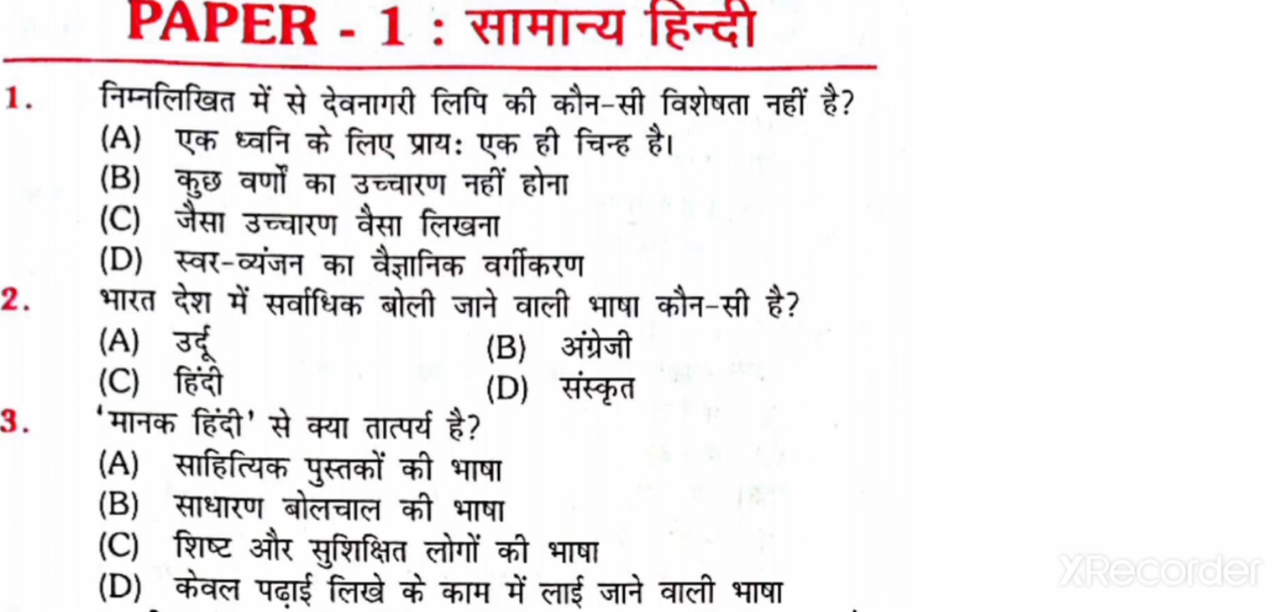 PAPER - 1 : सामान्य हिन्दी
1. निम्नलिखित में से देवनागरी लिपि की कौन-सी विशेषता नहीं है?
(A) एक ध्वनि के लिए प्राय: एक ही चिन्ह है।
(B) कुछ वर्णों का उच्चारण नहीं होना
(C) जैसा उच्चारण वैसा लिखना
(D) स्वर-व्यंजन का वैज्ञानिक वर्गीकरण
2. भारत देश में सर्वाधिक बोली जाने वाली भाषा कौन-सी है?
(A) उर्दू (B) अंग्रेजी
(C) हिंदी (D) संस्कृत
3. 'मानक हिंदी' से क्या तात्पर्य है?
(A) साहित्यिक पुस्तकों की भाषा
(B) साधारण बोलचाल की भाषा
(C) शिष्ट और सुशिक्षित लोगों की भाषा
(D) केवल पढ़ाई लिखे के काम में लाई जाने वाली भाषा
XRecorder